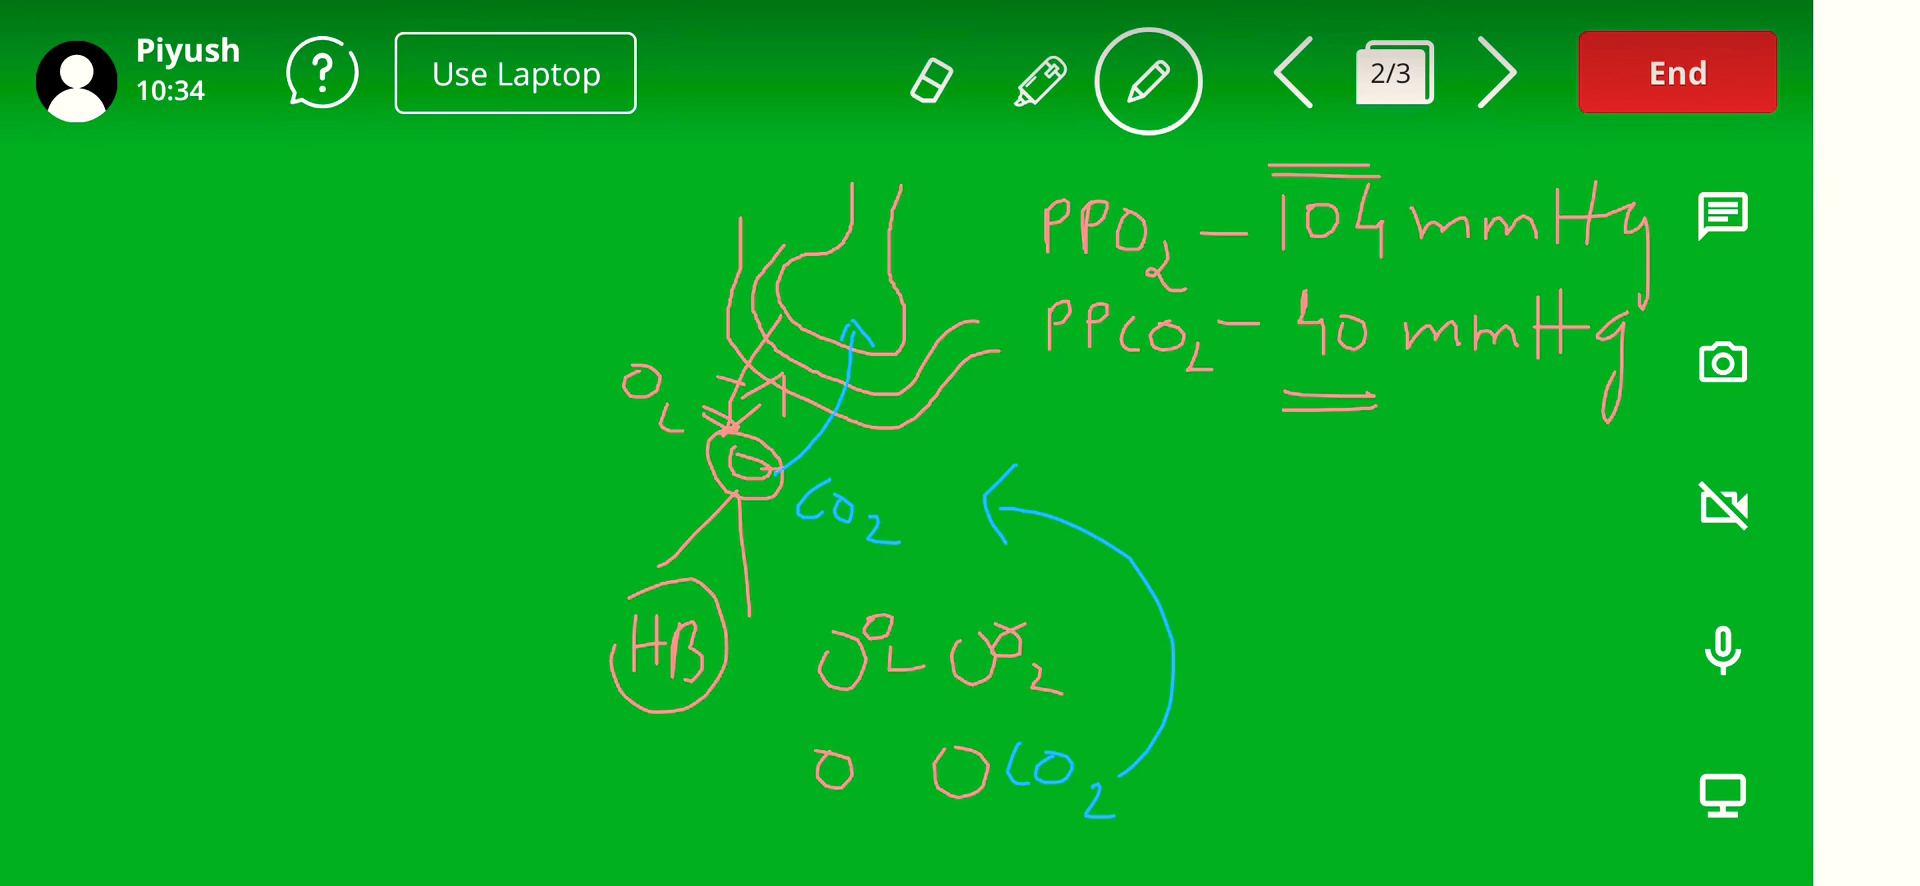 Piyush
10:34
?
Use Laptop
2/3
End
PPO2 — 104 mmHg
PPCO2 — 40 mmHg
O2
CO2
HB
O2 O2
CO2